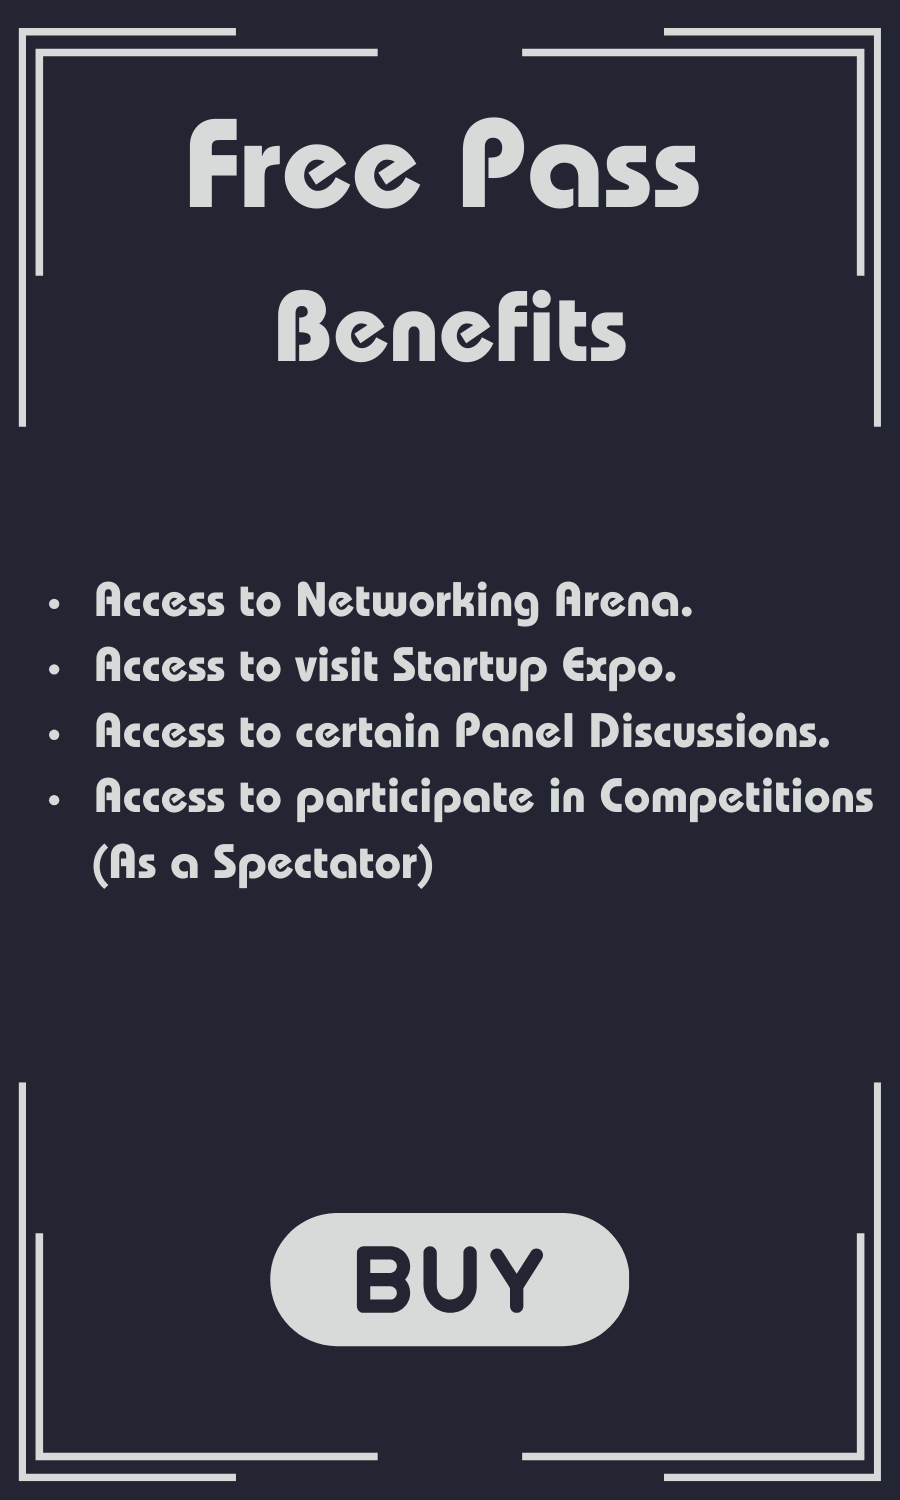 Free Pass
Benefits
• Access to Networking Arena.
• Access to visit Startup Expo.
• Access to certain Panel Discussions.
• Access to participate in Competitions
(As a Spectator)
BUY